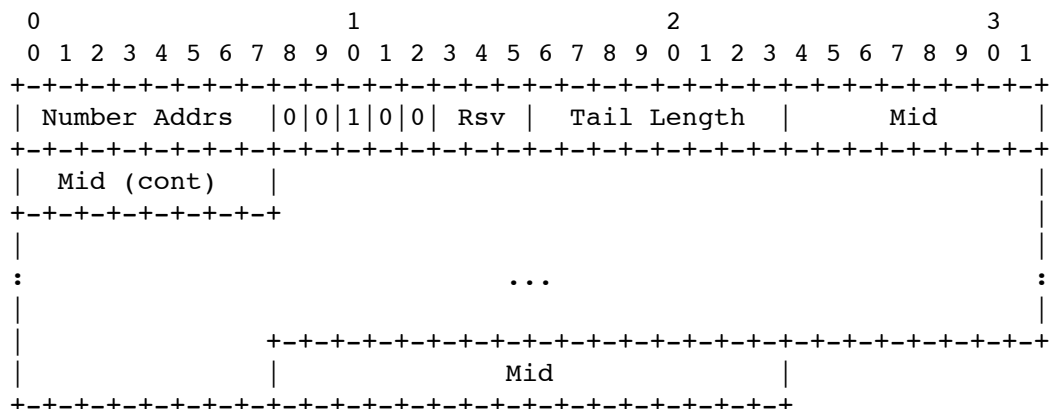 0                   1                   2                   3
 0 1 2 3 4 5 6 7 8 9 0 1 2 3 4 5 6 7 8 9 0 1 2 3 4 5 6 7 8 9 0 1
+-+-+-+-+-+-+-+-+-+-+-+-+-+-+-+-+-+-+-+-+-+-+-+-+-+-+-+-+-+-+-+-+
| Number Addrs  |0|0|1|0|0| Rsv |  Tail Length  |      Mid      |
+-+-+-+-+-+-+-+-+-+-+-+-+-+-+-+-+-+-+-+-+-+-+-+-+-+-+-+-+-+-+-+-+
|  Mid (cont)   |                                               |
+-+-+-+-+-+-+-+-+                                               |
|                                                               |
:                              ...                              :
|                                                               |
|               +-+-+-+-+-+-+-+-+-+-+-+-+-+-+-+-+-+-+-+-+-+-+-+-+
|               |              Mid              |
+-+-+-+-+-+-+-+-+-+-+-+-+-+-+-+-+-+-+-+-+-+-+-+-+